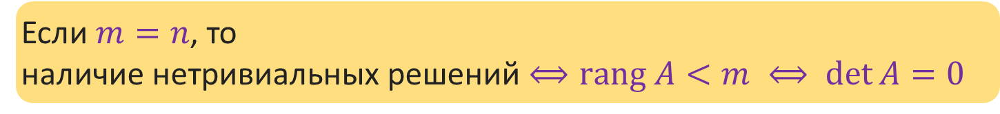 Если m = n, то
наличие нетривиальных решений ⟺ rang A < m ⟺ det A = 0